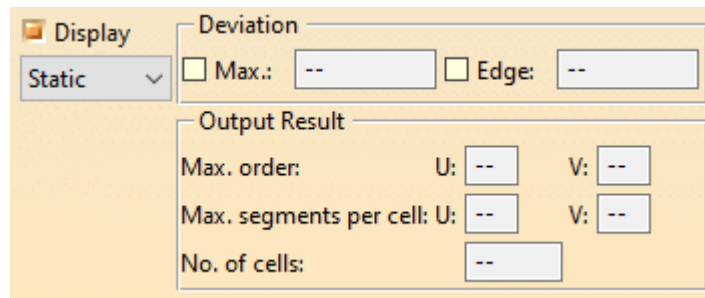 Display
Static
Deviation
Max.: -- Edge: --
Output Result
Max. order: U: -- V: --
Max. segments per cell: U: -- V: --
No. of cells: --